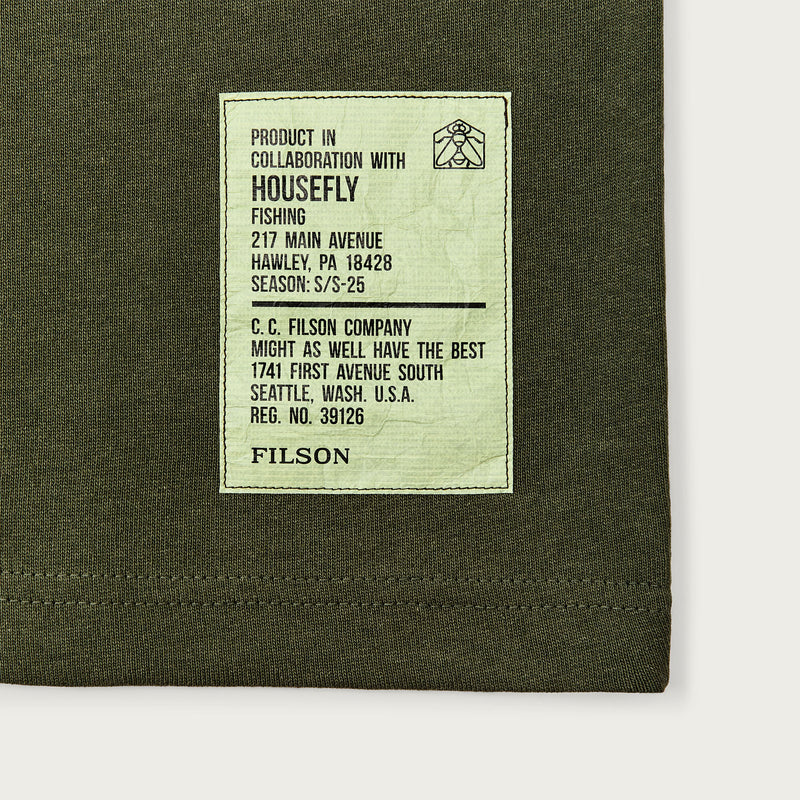 PRODUCT IN
COLLABORATION WITH
HOUSEFLY
FISHING
217 MAIN AVENUE
HAWLEY, PA 18428
SEASON: S/S-25
C. C. FILSON COMPANY
MIGHT AS WELL HAVE THE BEST
1741 FIRST AVENUE SOUTH
SEATTLE, WASH. U.S.A.
REG. NO. 39126
FILSON